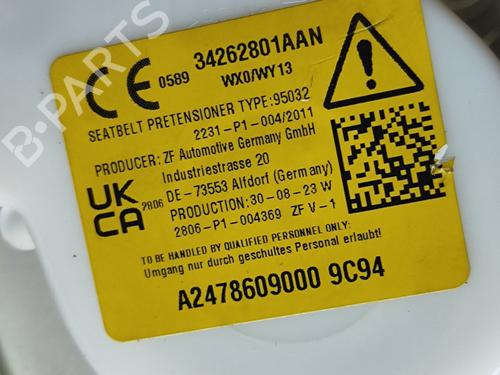 34262801AAN
CE 0589
WX0/WY13
SEATBELT PRETENSIONER TYPE:95032
2231-P1-004/2011
PRODUCER: ZF Automotive Germany GmbH
Industriestrasse 20
DE-73553 Alfdorf (Germany)
UK
CA
2806
PRODUCTION:30-08-23 W
2806-P1-004369 ZF V-1
TO BE HANDLED BY QUALIFIED PERSONNEL ONLY:
Umgang nur durch geschultes Personal erlaubt!
A2478609000 9C94
B-PARTS